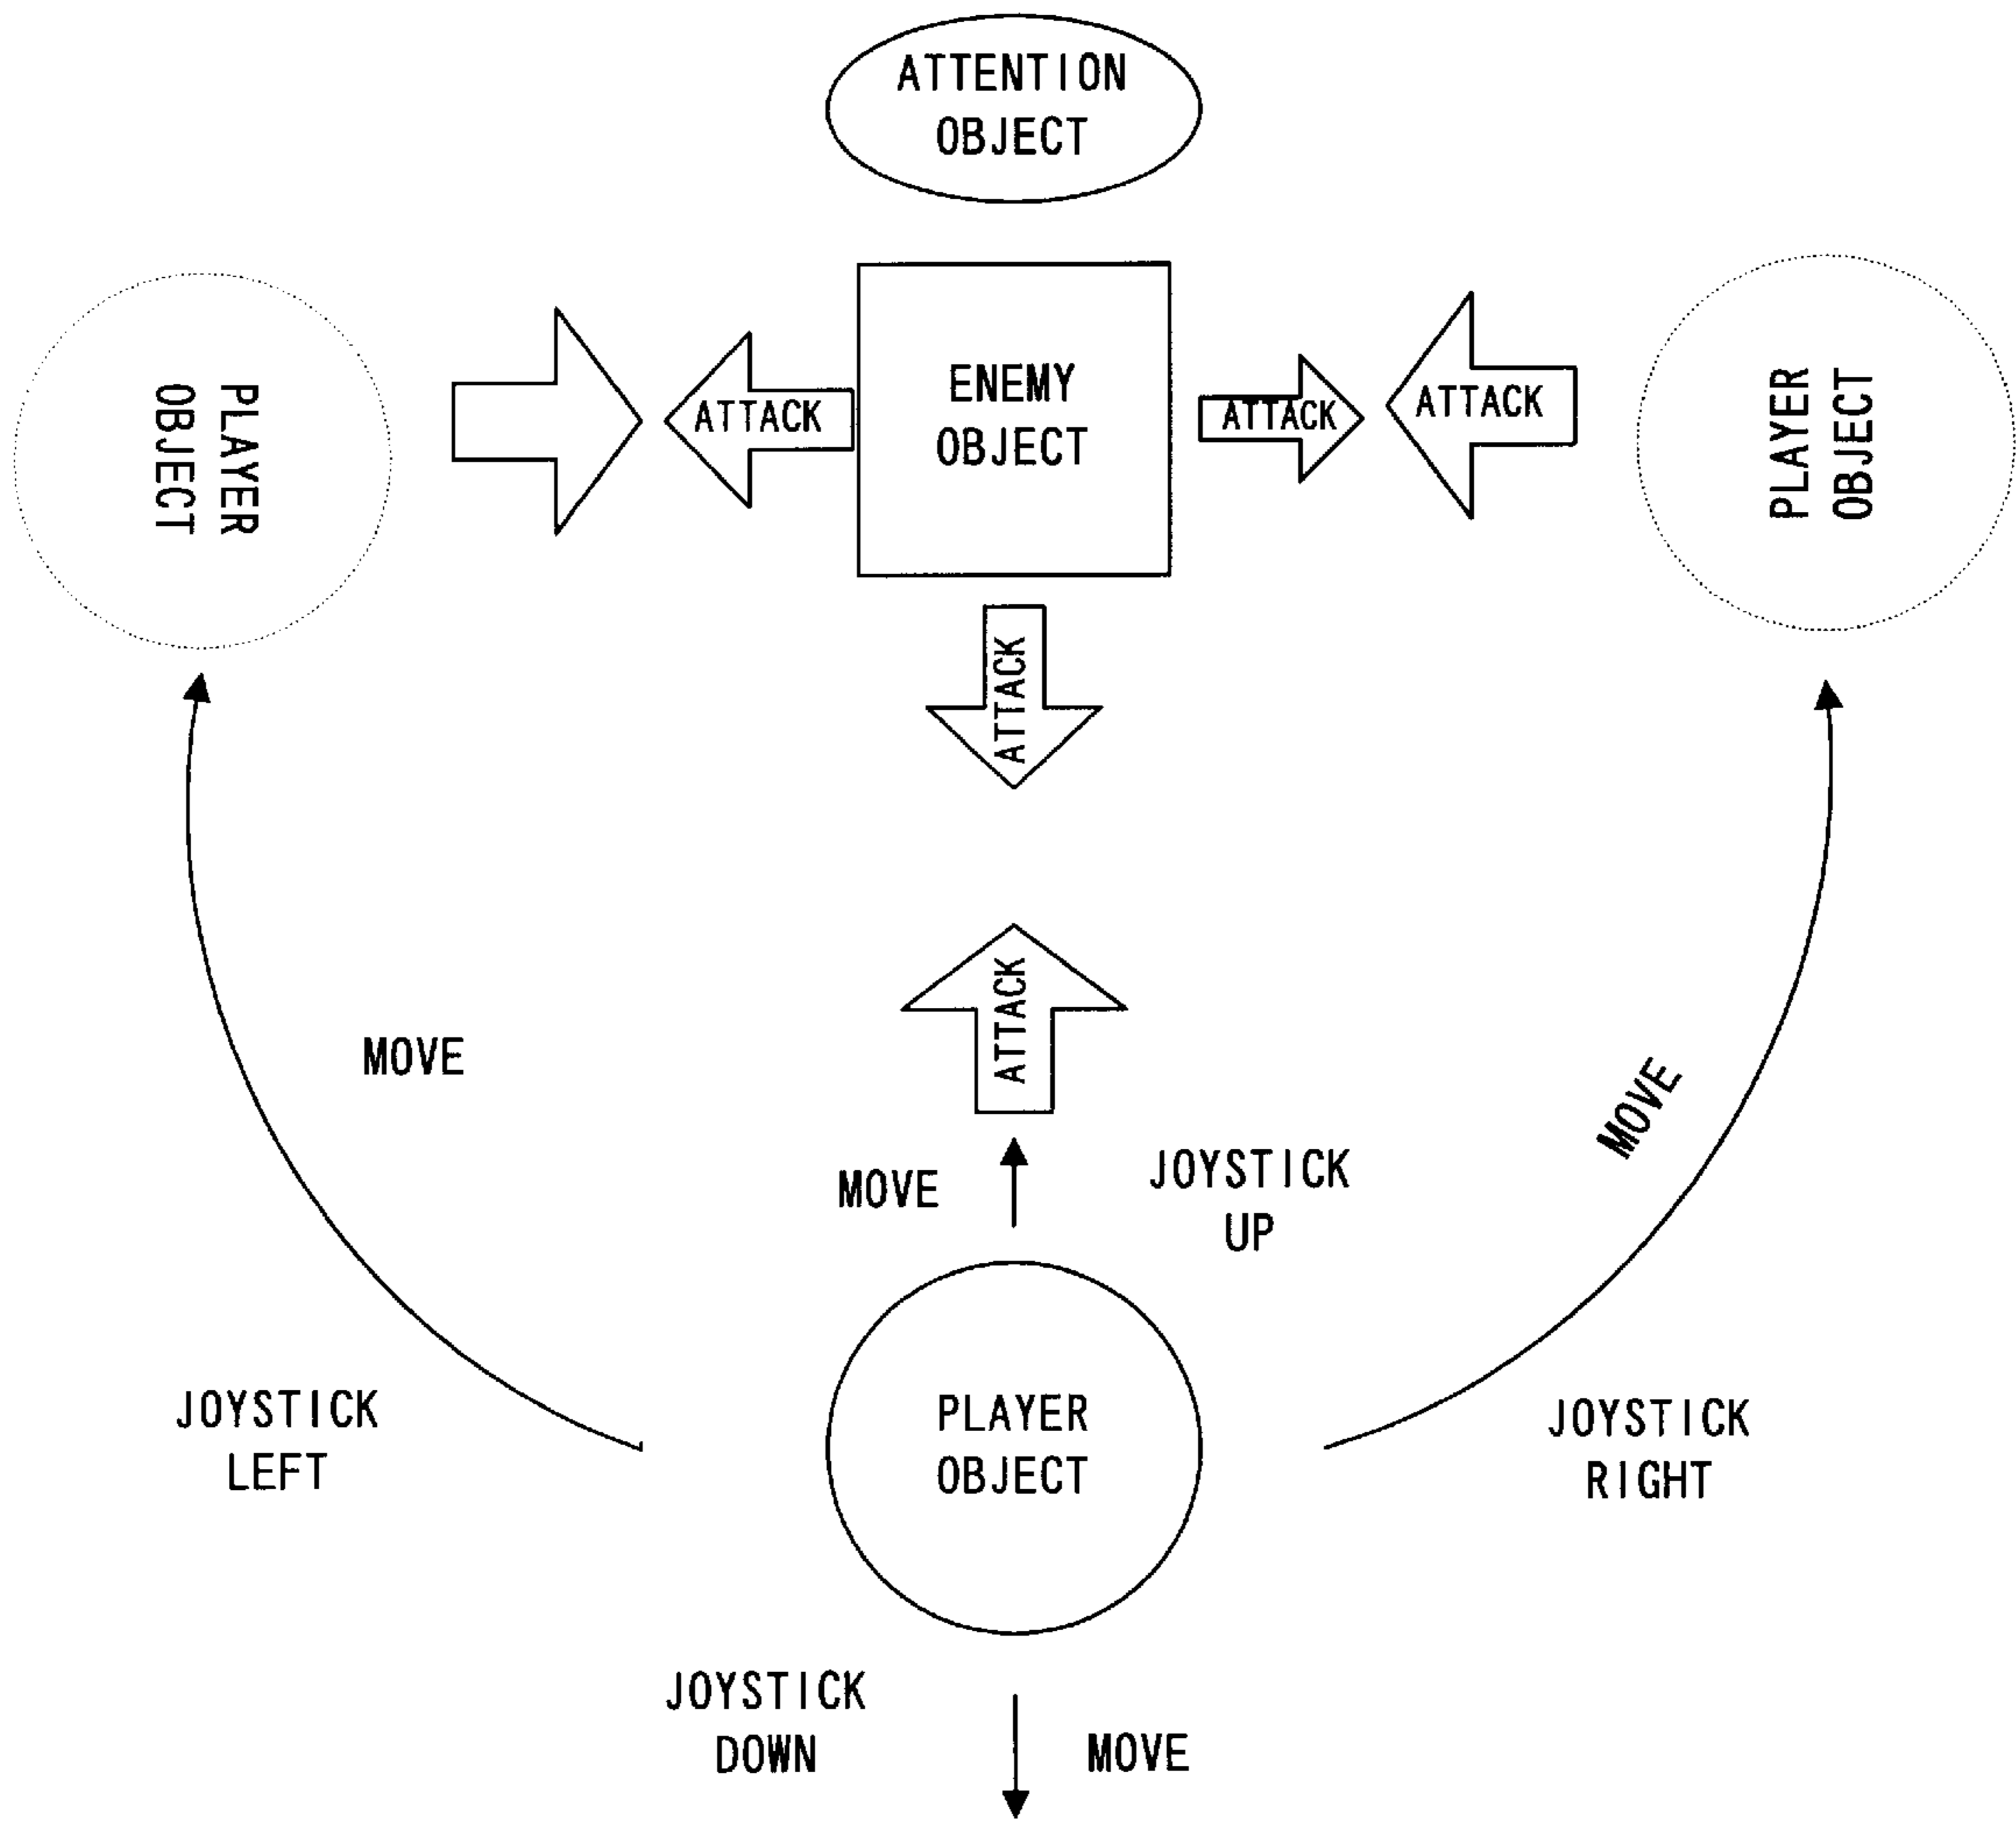 ATTENTION
OBJECT
PLAYER
OBJECT
ATTACK
ENEMY
OBJECT
ATTACK
ATTACK
PLAYER
OBJECT
ATTACK
ATTACK
MOVE
MOVE
MOVE
JOYSTICK
UP
JOYSTICK
LEFT
PLAYER
OBJECT
JOYSTICK
RIGHT
JOYSTICK
DOWN
MOVE